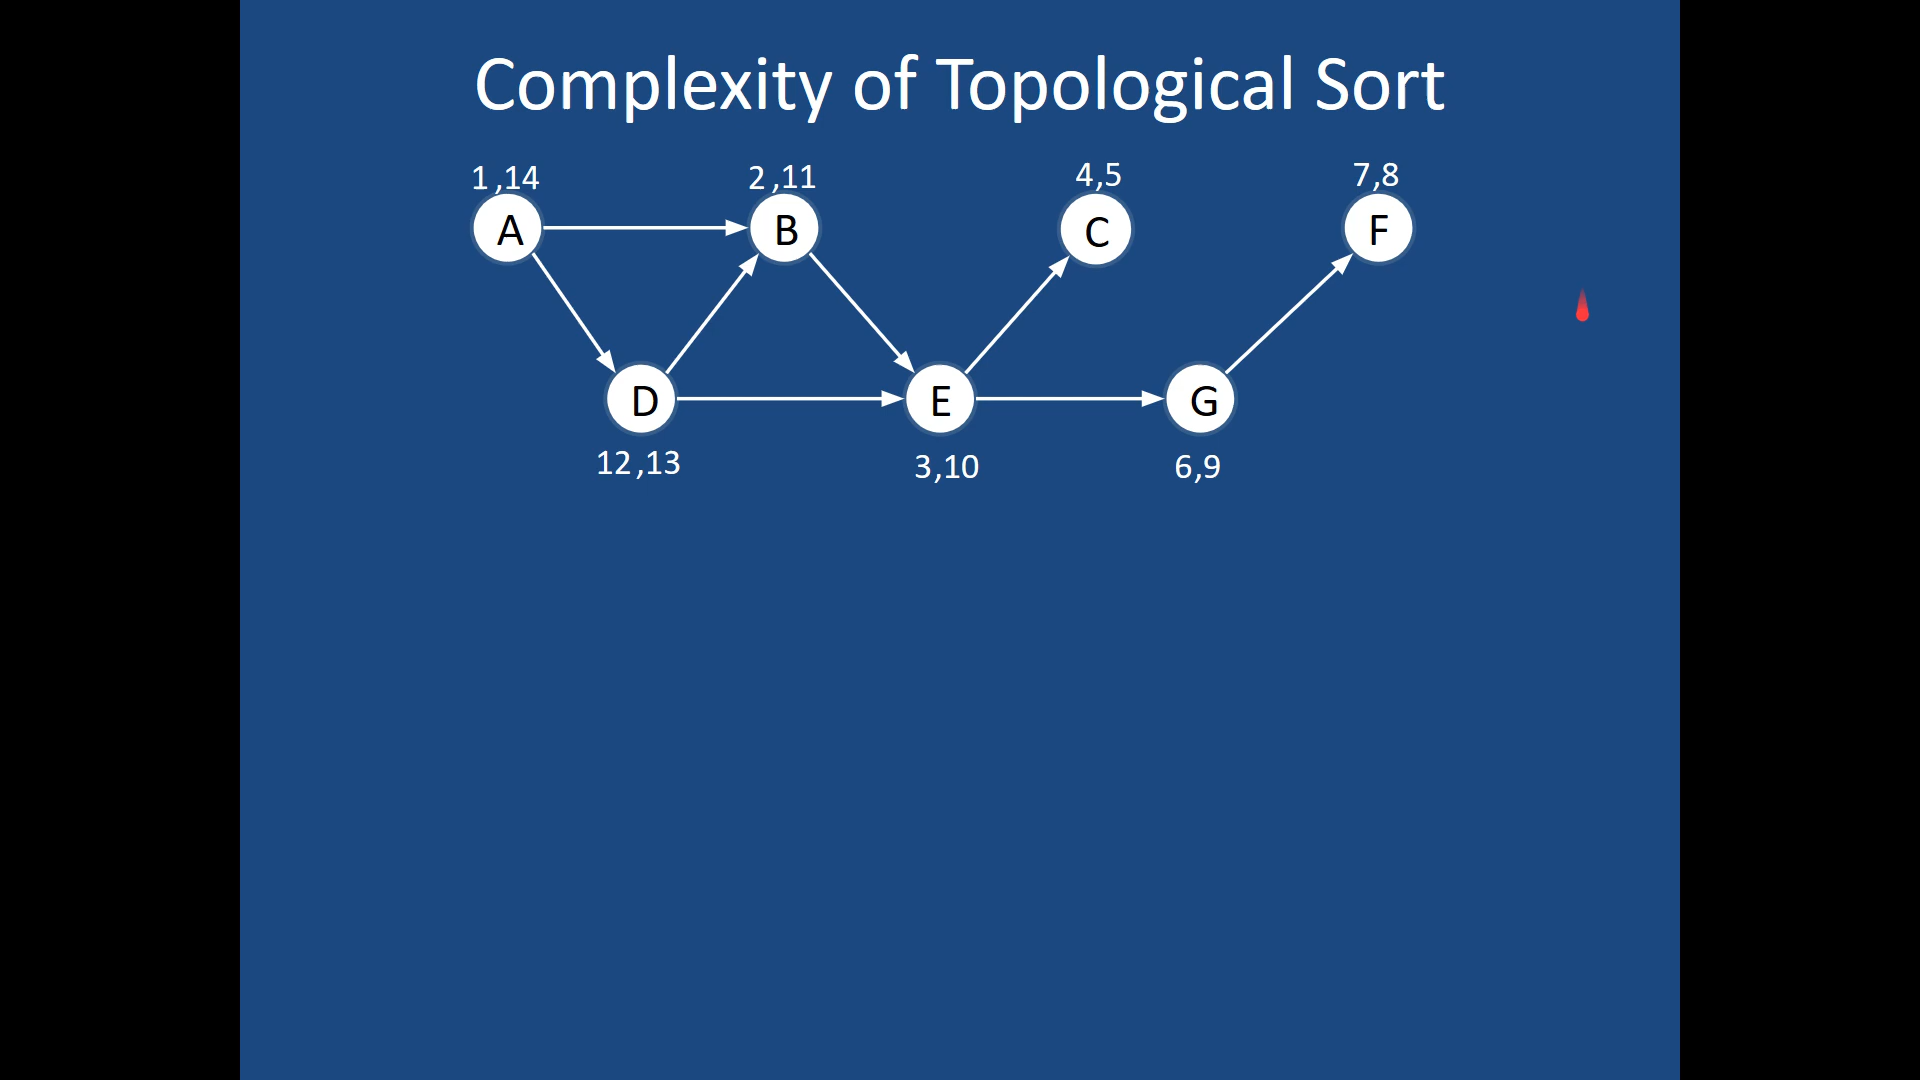 Complexity of Topological Sort
1 ,14
2 ,11
4,5
7,8
A
B
C
F
D
E
G
12 ,13
3,10
6,9